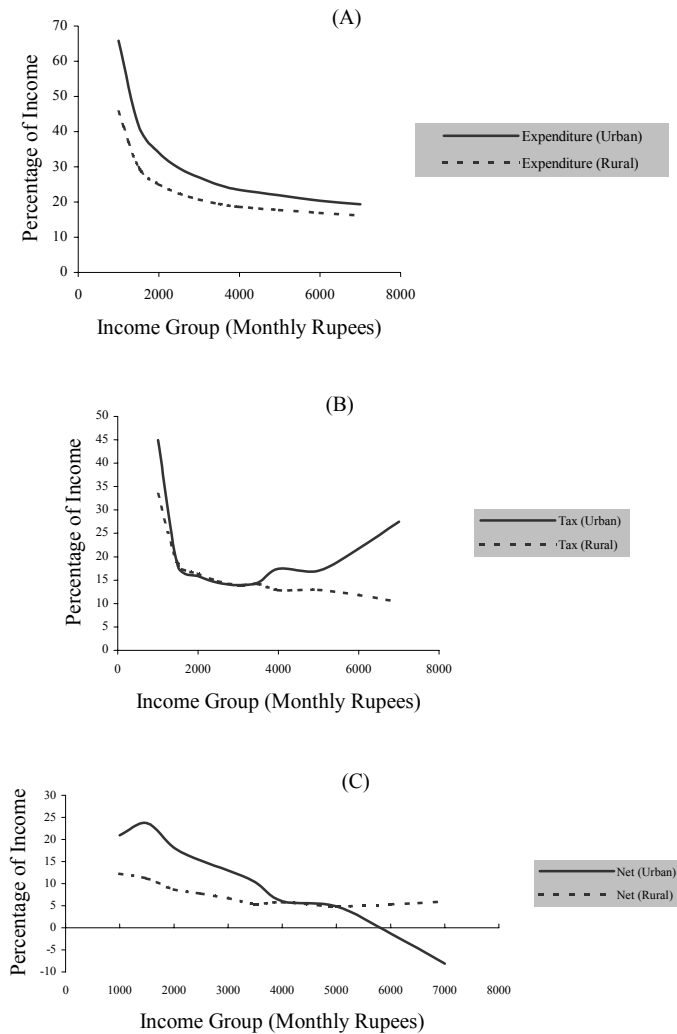 (A)
Percentage of Income
70
60
50
40
30
20
10
0
0 2000 4000 6000 8000
Income Group (Monthly Rupees)
Expenditure (Urban)
Expenditure (Rural)
(B)
Percentage of Income
50
45
40
35
30
25
20
15
10
5
0
0 2000 4000 6000 8000
Income Group (Monthly Rupees)
Tax (Urban)
Tax (Rural)
(C)
Percentage of Income
30
25
20
15
10
5
0
-5
-10
0 1000 2000 3000 4000 5000 6000 7000 8000
Income Group (Monthly Rupees)
Net (Urban)
Net (Rural)